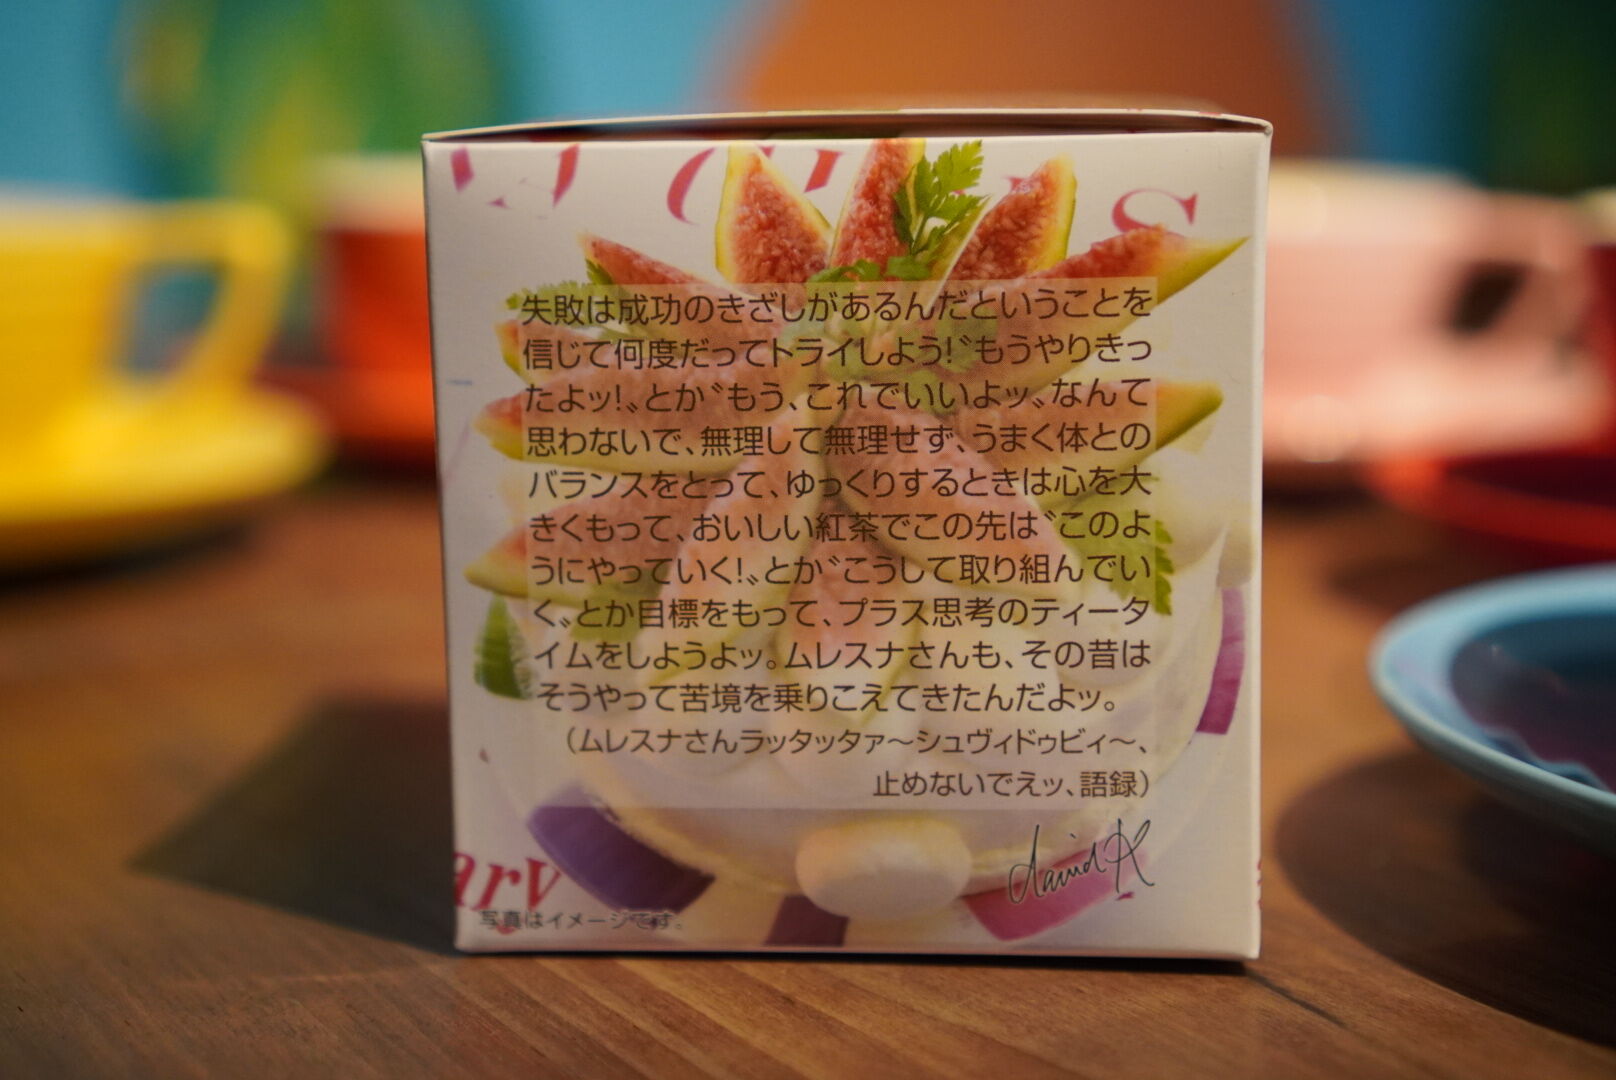 失敗は成功のきざしがあるんだということを
信じて何度だってトライしよう!〝もうやりきっ
たよッ!〟とか〝もう、これでいいよッ〟なんて
思わないで、無理して無理せず、うまく体との
バランスをとって、ゆっくりするときは心を大
きくもって、おいしい紅茶でこの先は〝このよ
うにやっていく!〟とか〝こうして取り組んでい
く〟とか目標をもって、プラス思考のティータ
イムをしようよッ。ムレスナさんも、その昔は
そうやって苦境を乗りこえてきたんだよッ。
（ムレスナさんラッタッタァ〜シュヴィドゥビィ〜、
止めないでえッ、語録）
david K
arv
写真はイメージです。